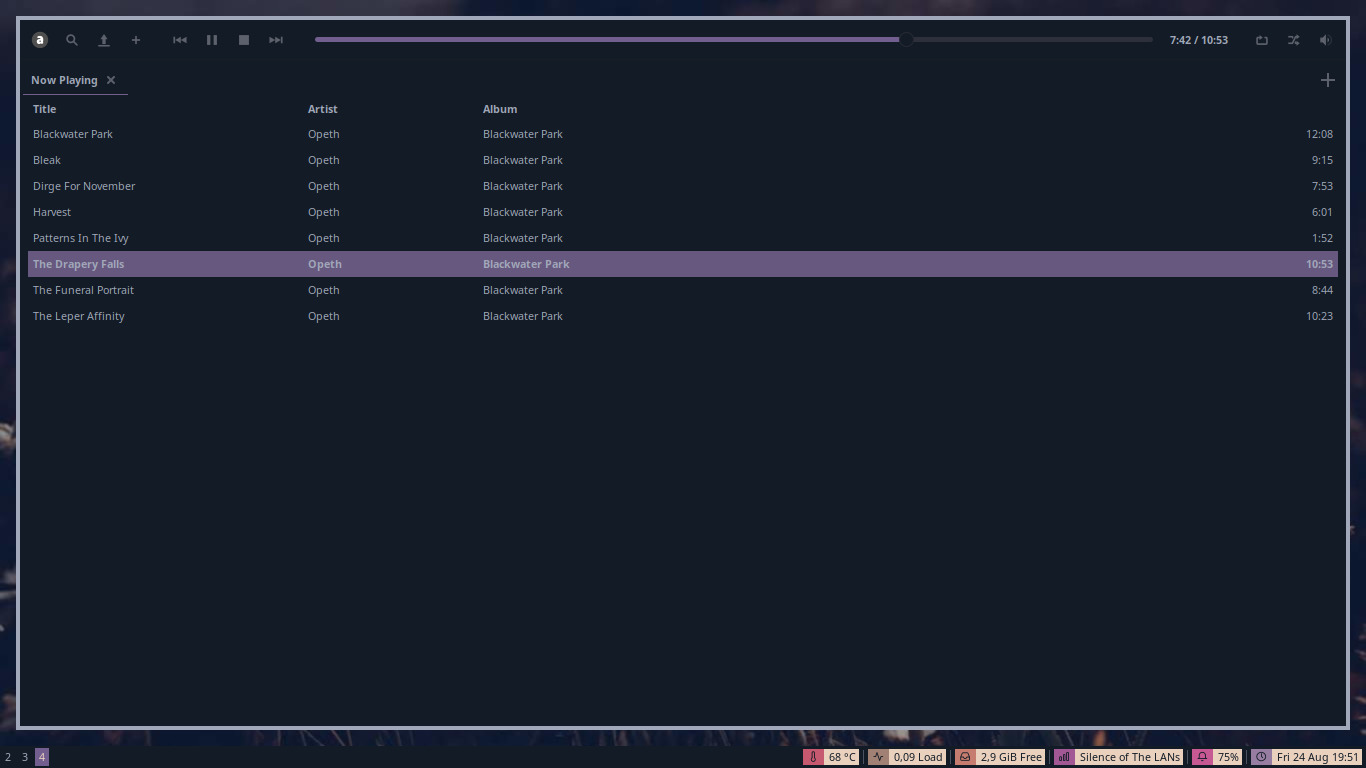 a 7:42 / 10:53
Now Playing
Title Artist Album
Blackwater Park Opeth Blackwater Park 12:08
Bleak Opeth Blackwater Park 9:15
Dirge For November Opeth Blackwater Park 7:53
Harvest Opeth Blackwater Park 6:01
Patterns In The Ivy Opeth Blackwater Park 1:52
The Drapery Falls Opeth Blackwater Park 10:53
The Funeral Portrait Opeth Blackwater Park 8:44
The Leper Affinity Opeth Blackwater Park 10:23
2 3 4 68 °C 0,09 Load 2,9 GiB Free Silence of The LANs 75% Fri 24 Aug 19:51